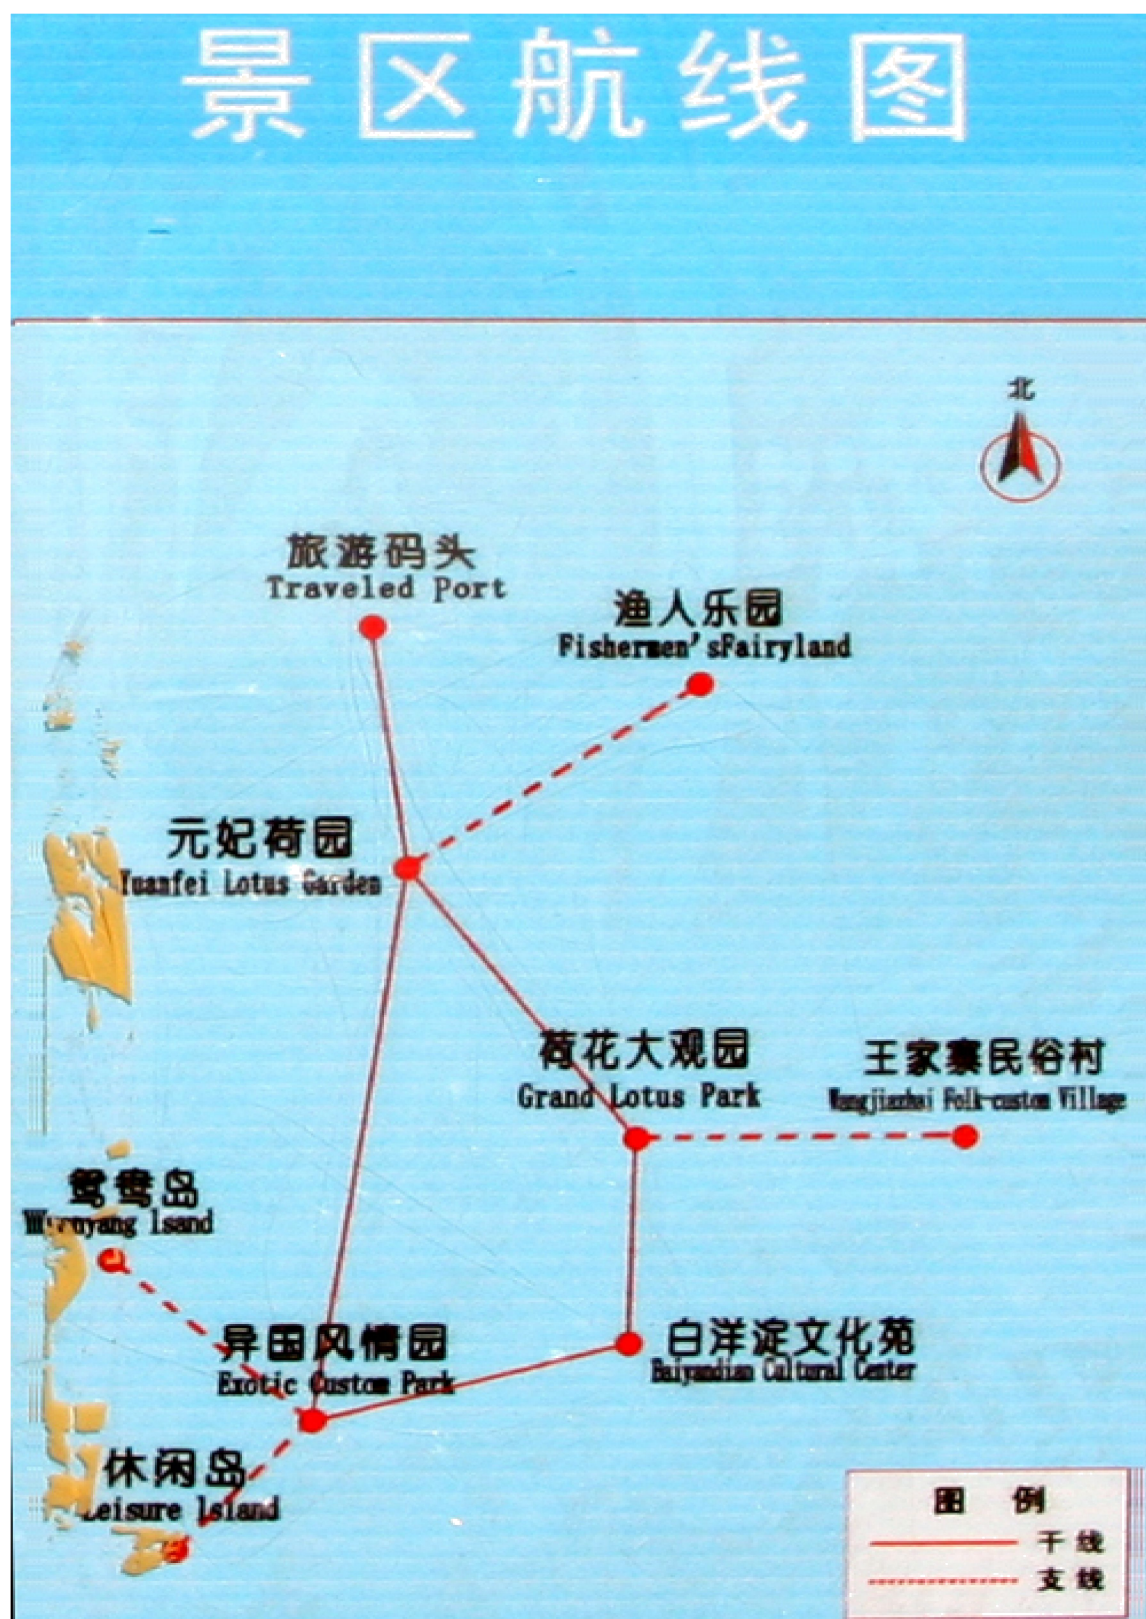 景区航线图
北
旅游码头
Traveled Port
渔人乐园
Fishermen'sFairyland
元妃荷园
Yuanfei Lotus Garden
荷花大观园
Grand Lotus Park
王家寨民俗村
Wangjiazhai Folk-custom Village
鸳鸯岛
Isand
异国风情园
Exotic Custom Park
白洋淀文化苑
Baiyandian Cultural Center
休闲岛
Leisure Island
图 例
干线
支线